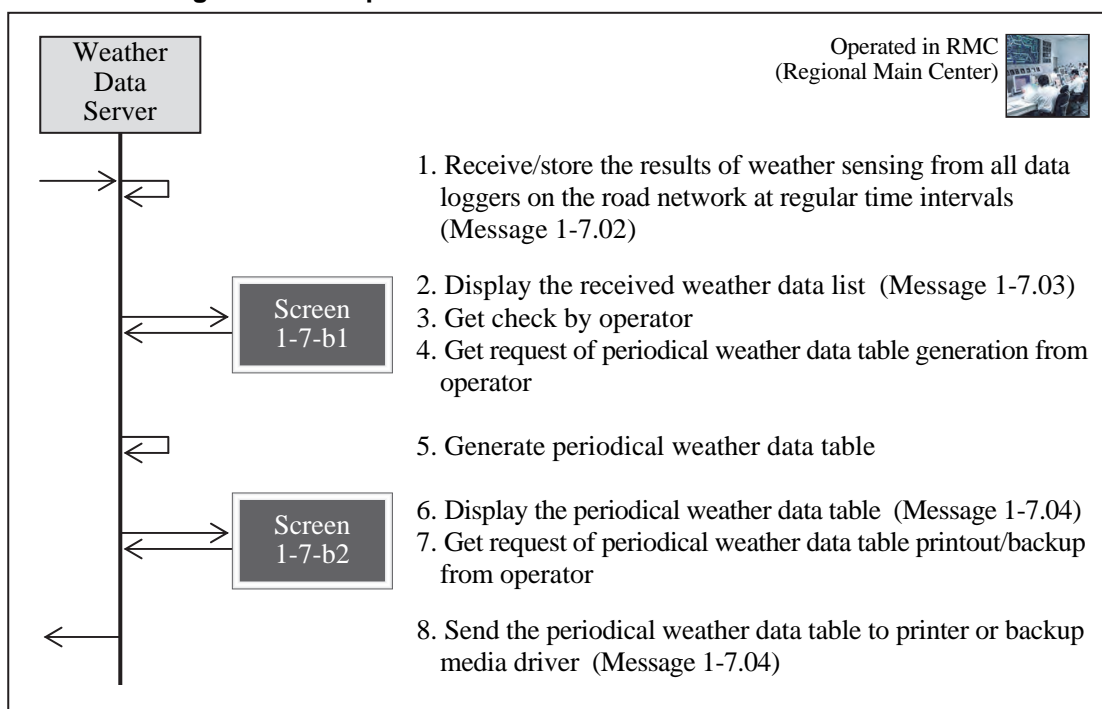 Weather
Data
Server
Operated in RMC
(Regional Main Center)
1. Receive/store the results of weather sensing from all data
loggers on the road network at regular time intervals
(Message 1-7.02)
Screen
1-7-b1
2. Display the received weather data list (Message 1-7.03)
3. Get check by operator
4. Get request of periodical weather data table generation from
operator
5. Generate periodical weather data table
Screen
1-7-b2
6. Display the periodical weather data table (Message 1-7.04)
7. Get request of periodical weather data table printout/backup
from operator
8. Send the periodical weather data table to printer or backup
media driver (Message 1-7.04)